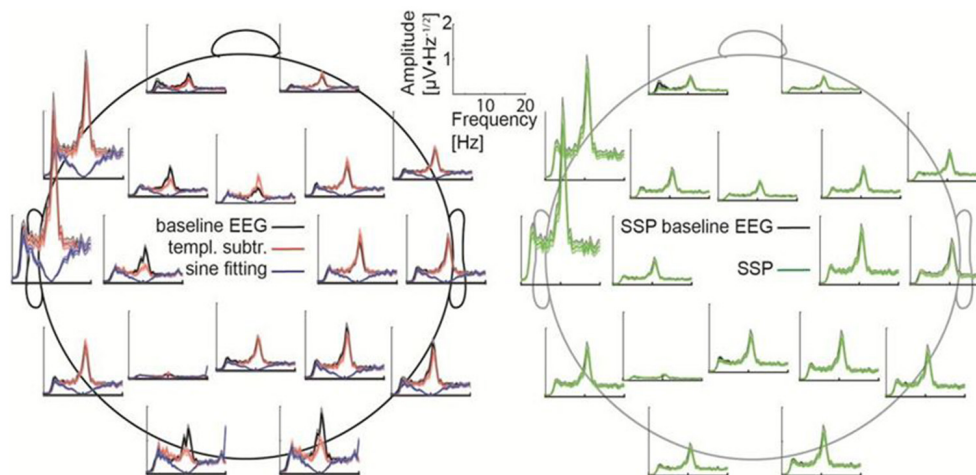 Amplitude
[µV•Hz-1/2]
2
1
10 20
Frequency
[Hz]
baseline EEG
templ. subtr.
sine fitting
SSP baseline EEG
SSP